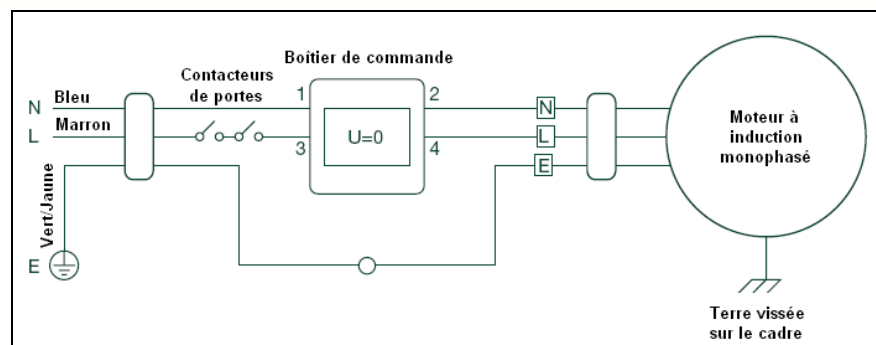 Boîtier de commande
Contacteurs
de portes
N
Bleu
1
2
N
L
Marron
3
U=0
4
L
E
Vert/Jaune
E
Moteur à
induction
monophasé
Terre vissée
sur le cadre